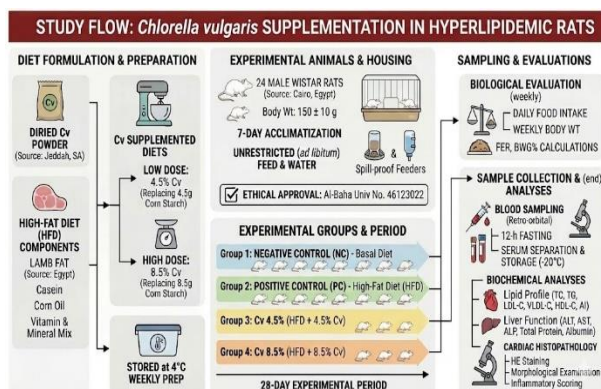 STUDY FLOW: Chlorella vulgaris SUPPLEMENTATION IN HYPERLIPIDEMIC RATS
DIET FORMULATION & PREPARATION
Cv
DIRIED Cv
POWDER
(Source: Jeddah, SA)
HIGH-FAT DIET
(HFD)
COMPONENTS
LAMB FAT
(Source: Egypt)
Casein
Corn Oil
Vitamin &
Mineral Mix
Cv SUPPLEMENTED
DIETS
LOW DOSE:
4.5% Cv
(Replacing 4.5g
Corn Starch)
HIGH DOSE:
8.5% Cv
(Replacing 8.5g
Corn Starch)
STORED at 4°C
WEEKLY PREP
EXPERIMENTAL ANIMALS & HOUSING
24 MALE WISTAR RATS
(Source: Cairo, Egypt)
Body Wt: 150 ± 10 g
7-DAY ACCLIMATIZATION
UNRESTRICTED (ad libitum)
FEED & WATER
&
Spill-proof Feeders
ETHICAL APPROVAL: Al-Baha Univ No. 46123022
EXPERIMENTAL GROUPS & PERIOD
Group 1: NEGATIVE CONTROL (NC) - Basal Diet
Group 2: POSITIVE CONTROL (PC) - High-Fat Diet (HFD)
Group 3: Cv 4.5% (HFD + 4.5% Cv)
Group 4: Cv 8.5% (HFD + 8.5% Cv)
28-DAY EXPERIMENTAL PERIOD
SAMPLING & EVALUATIONS
BIOLOGICAL EVALUATION
(weekly)
DAILY FOOD INTAKE
WEEKLY BODY WT
FER, BWG% CALCULATIONS
SAMPLE COLLECTION & (end)
ANALYSES
BLOOD SAMPLING
(Retro-orbital)
12-h FASTING
SERUM SEPARATION &
STORAGE (-20°C)
BIOCHEMICAL ANALYSES
Lipid Profile (TC, TG,
LDL-C, VLDL-C, HDL-C, AI)
Liver Function (ALT, AST,
ALP, Total Protein, Albumin)
CARDIAC HISTOPATHOLOGY
HE Staining
Morphological Examination
Inflammatory Scoring